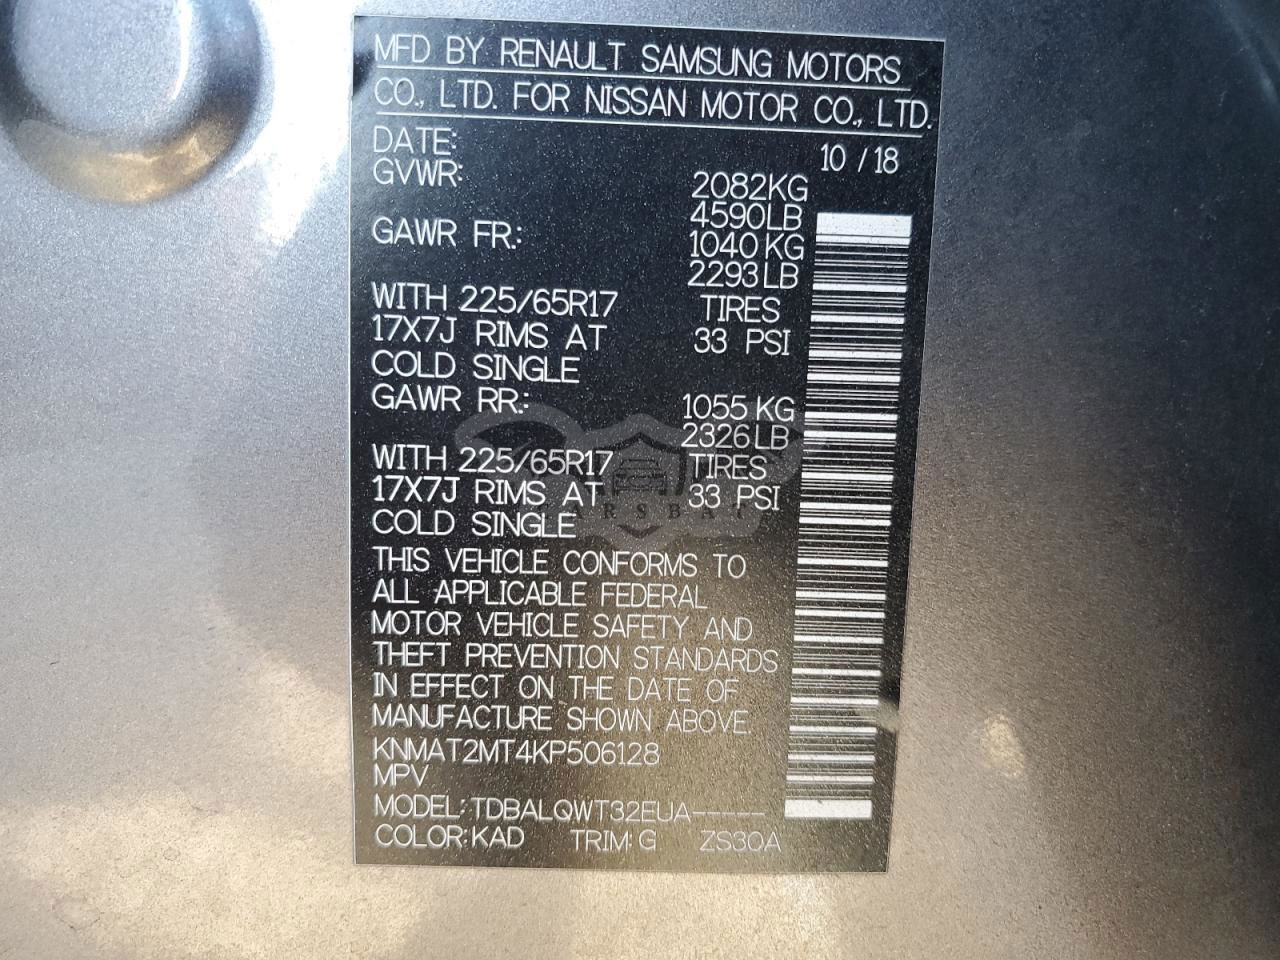 MFD BY RENAULT SAMSUNG MOTORS
CO., LTD. FOR NISSAN MOTOR CO., LTD.
DATE: 10 / 18
GVWR: 2082KG
4590LB
GAWR FR.: 1040 KG
2293LB
WITH 225/65R17 TIRES
17X7J RIMS AT 33 PSI
COLD SINGLE
GAWR RR.: 1055 KG
2326LB
WITH 225/65R17 TIRES
17X7J RIMS AT 33 PSI
COLD SINGLE
CARSBAT
THIS VEHICLE CONFORMS TO
ALL APPLICABLE FEDERAL
MOTOR VEHICLE SAFETY AND
THEFT PREVENTION STANDARDS
IN EFFECT ON THE DATE OF
MANUFACTURE SHOWN ABOVE.
KNMAT2MT4KP506128
MPV
MODEL: TDBALQWT32EUA-----
COLOR: KAD TRIM: G ZS30A